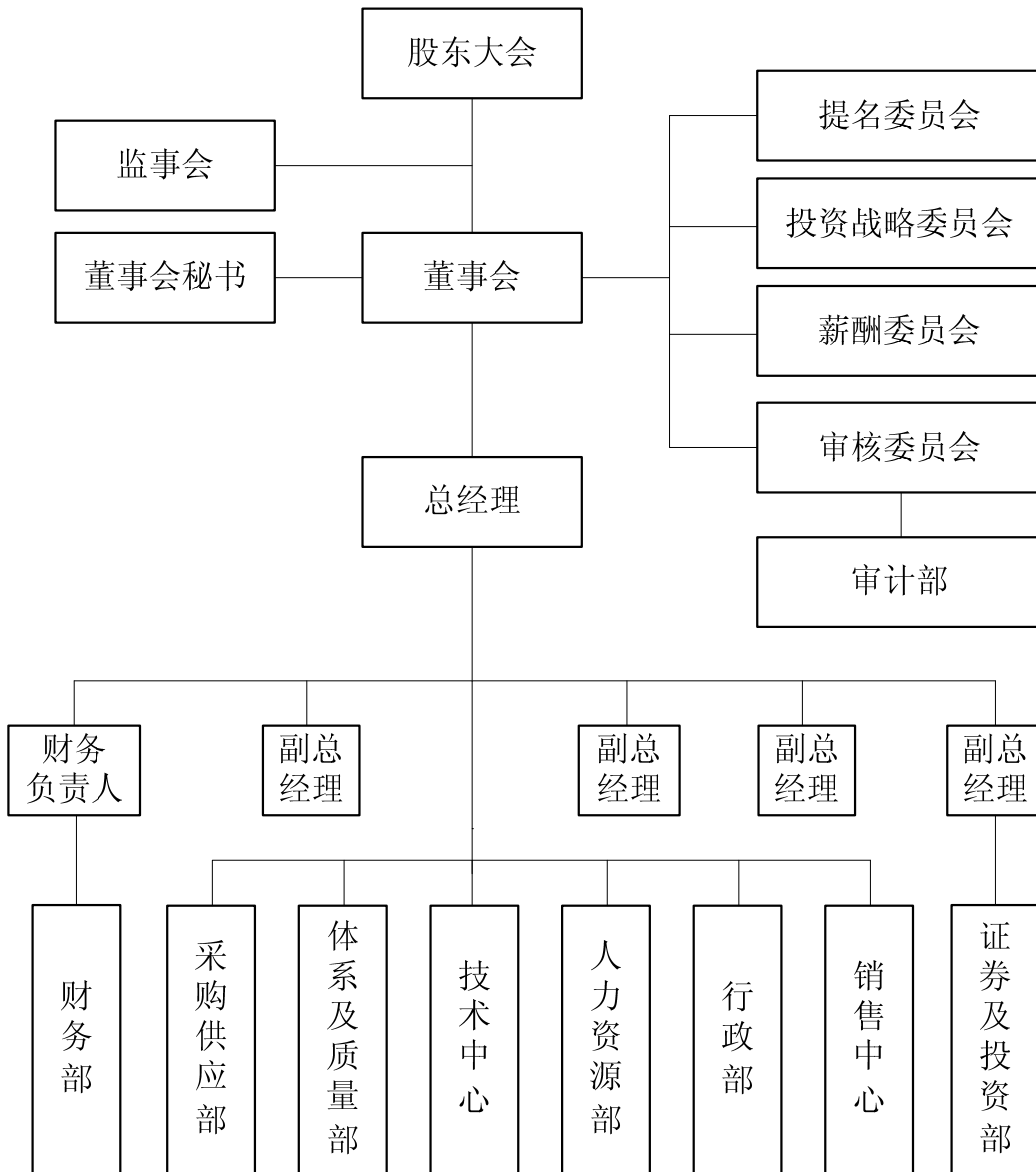 股东大会
提名委员会
监事会
投资战略委员会
董事会秘书
董事会
薪酬委员会
审核委员会
总经理
审计部
财务
负责人
副总
经理
副总
经理
副总
经理
副总
经理
财务部
采购供应部
体系及质量部
技术中心
人力资源部
行政部
销售中心
证券及投资部